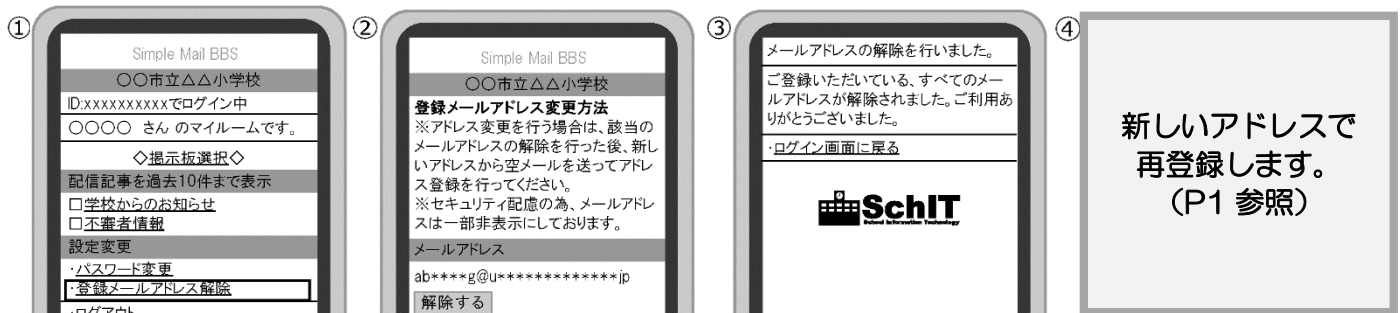 ①
Simple Mail BBS
〇〇市立△△小学校
ID:xxxxxxxxxxでログイン中
〇〇〇〇 さん のマイルームです。
◇掲示板選択◇
配信記事を過去10件まで表示
□学校からのお知らせ
□不審者情報
設定変更
・パスワード変更
・登録メールアドレス解除
・ログアウト
②
Simple Mail BBS
〇〇市立△△小学校
登録メールアドレス変更方法
※アドレス変更を行う場合は、該当の
メールアドレスの解除を行った後、新し
いアドレスから空メールを送ってアドレ
ス登録を行ってください。
※セキュリティ配慮の為、メールアドレ
スは一部非表示にしております。
メールアドレス
ab****g@u*************jp
解除する
③
メールアドレスの解除を行いました。
ご登録いただいている、すべてのメー
ルアドレスが解除されました。ご利用あ
りがとうございました。
・ログイン画面に戻る
SchIT
School Information Technology
④
新しいアドレスで
再登録します。
（P1 参照）